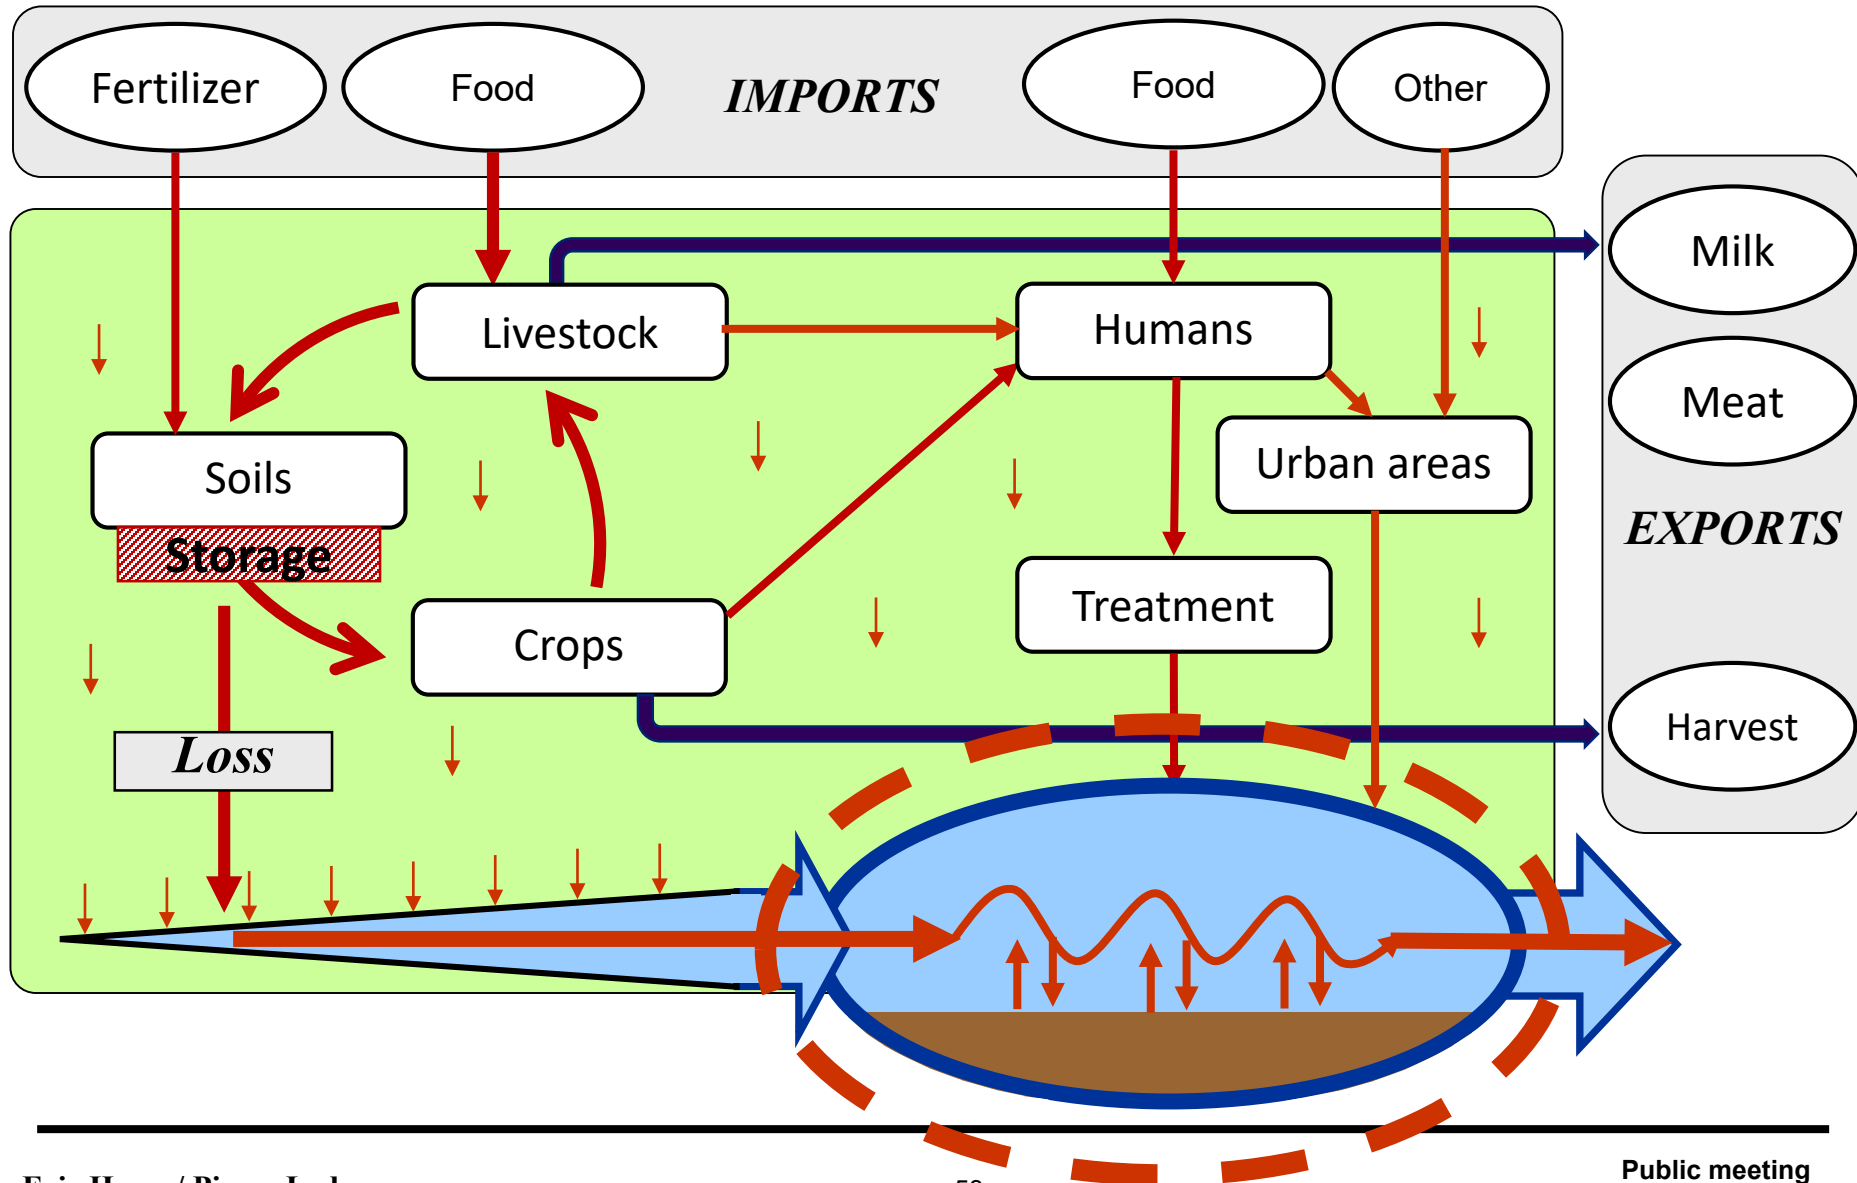 Fertilizer
Food
IMPORTS
Food
Other
Milk
Livestock
Humans
Meat
Soils
Urban areas
Storage
EXPORTS
Treatment
Crops
Harvest
Loss
Public meeting